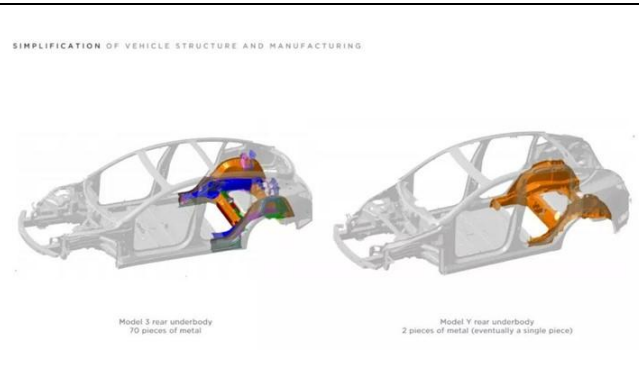 SIMPLIFICATION OF VEHICLE STRUCTURE AND MANUFACTURING
Model 3 rear underbody
70 pieces of metal
Model Y rear underbody
2 pieces of metal (eventually a single piece)